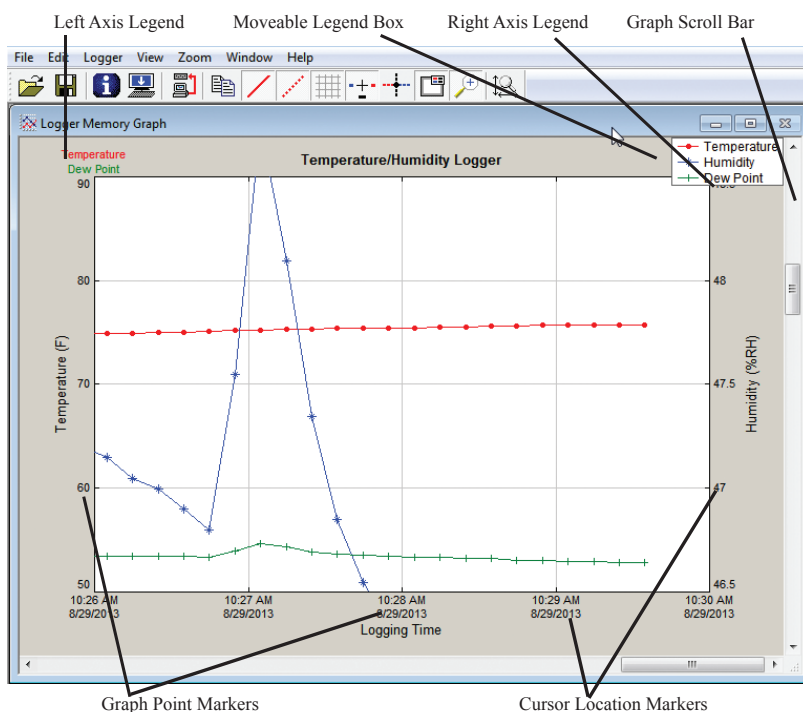 Left Axis Legend Moveable Legend Box Right Axis Legend Graph Scroll Bar
File Edit Logger View Zoom Window Help
Logger Memory Graph
Temperature
Dew Point
Temperature/Humidity Logger
Temperature
Humidity
Dew Point
90
80
70
60
50
Temperature (F)
48
47.5
47
46.5
Humidity (%RH)
10:26 AM 10:27 AM 10:28 AM 10:29 AM 10:30 AM
8/29/2013 8/29/2013 8/29/2013 8/29/2013 8/29/2013
Logging Time
Graph Point Markers Cursor Location Markers